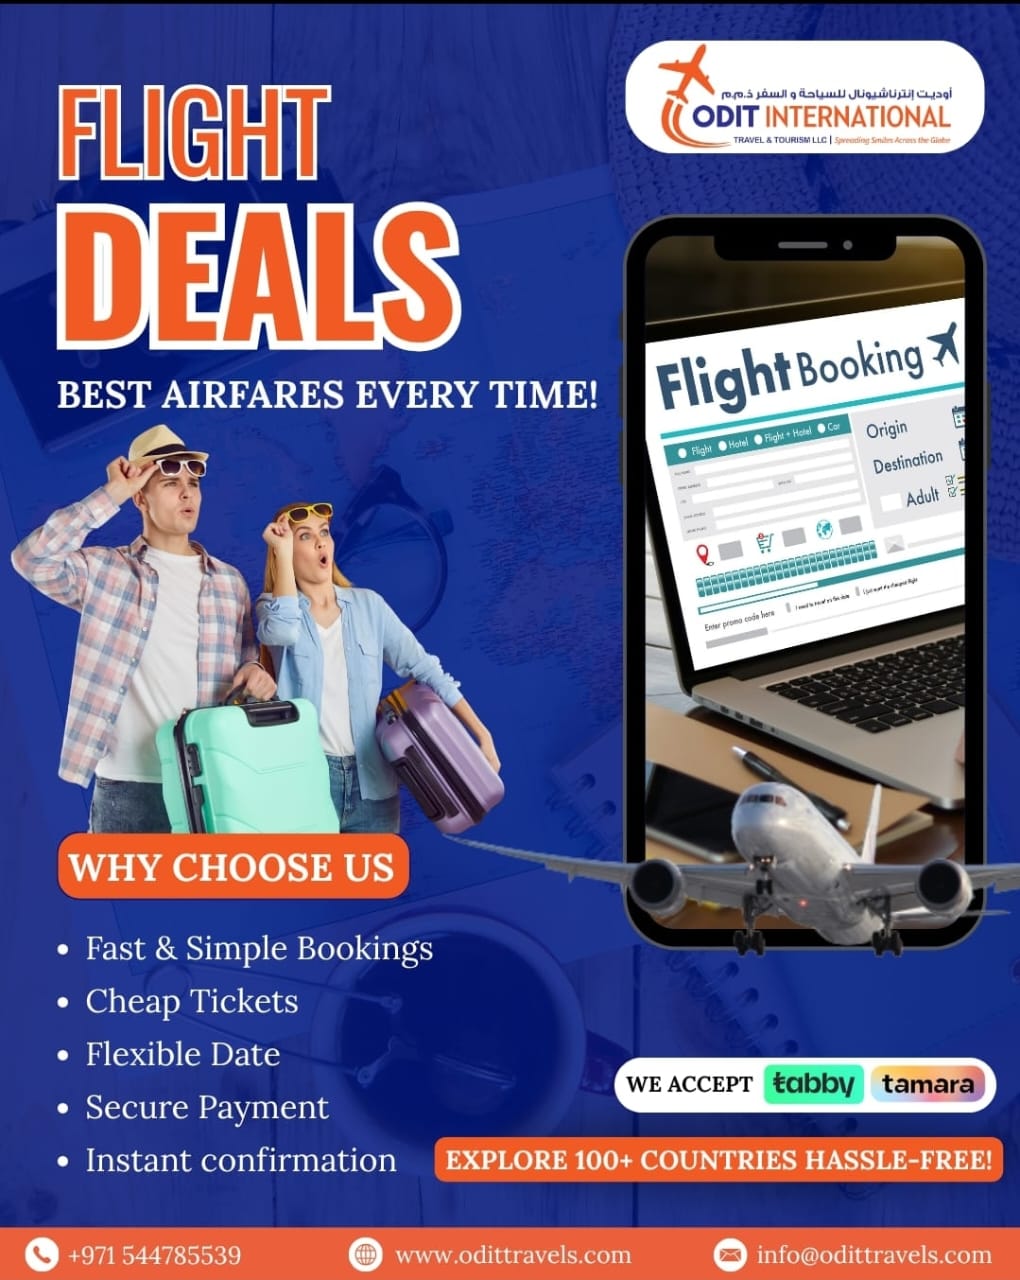 FLIGHT
DEALS
BEST AIRFARES EVERY TIME!
أوديت إنترناشيونال للسياحة و السفر ذ.م.م
ODIT INTERNATIONAL
TRAVEL & TOURISM LLC | Spreading Smiles Across the Globe
Flight Booking
Flight Hotel Flight + Hotel Car
Origin
Destination
Adult
Enter promo code here
WHY CHOOSE US
• Fast & Simple Bookings
• Cheap Tickets
• Flexible Date
• Secure Payment
• Instant confirmation
WE ACCEPT tabby tamara
EXPLORE 100+ COUNTRIES HASSLE-FREE!
+971 544785539
www.odittravels.com
info@odittravels.com